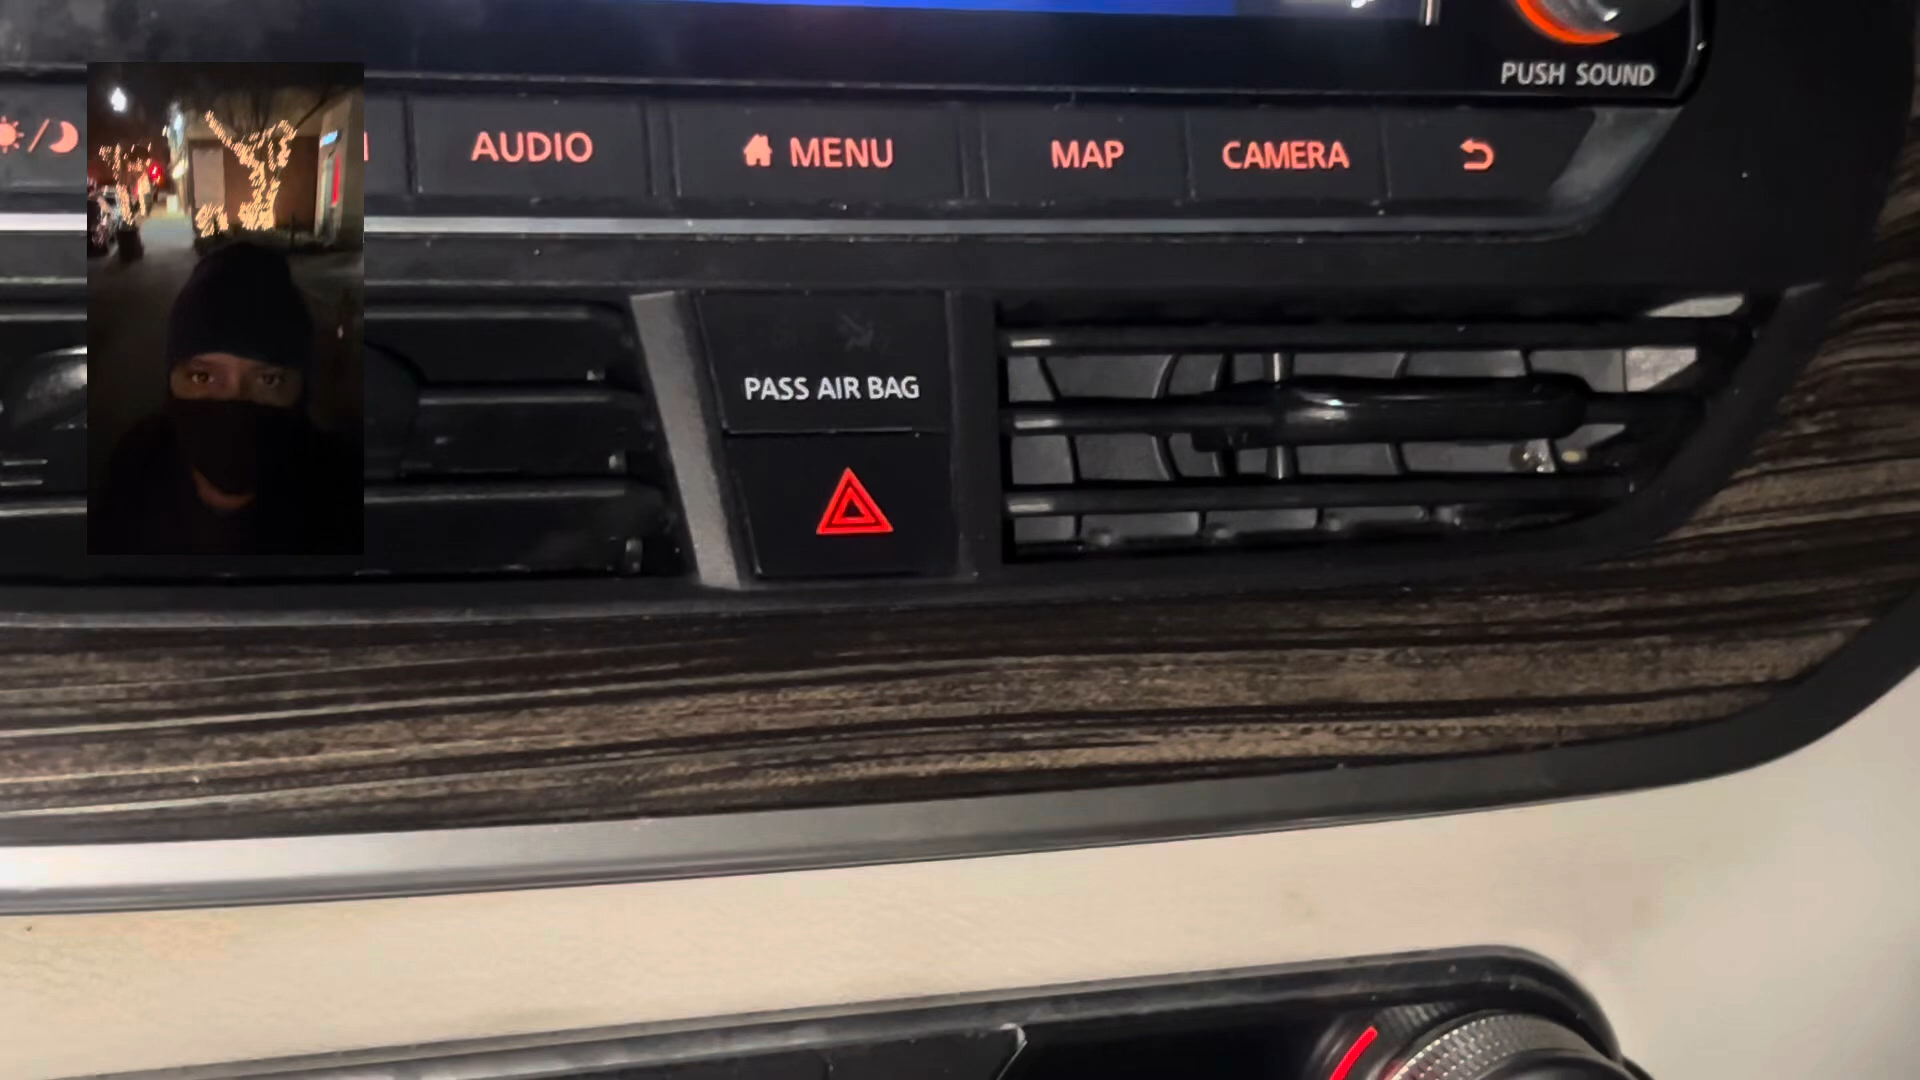 PUSH SOUND
AUDIO
MENU
MAP
CAMERA
PASS AIR BAG